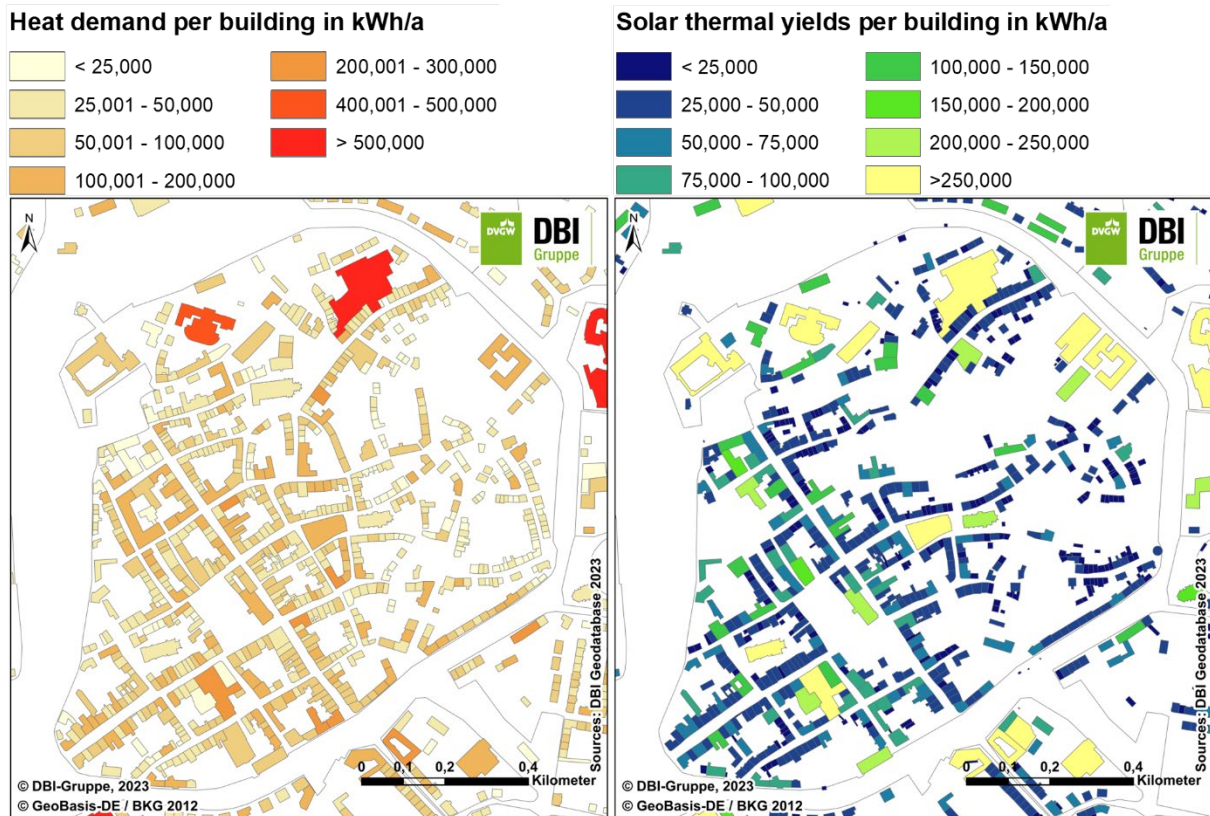 Heat demand per building in kWh/a
< 25,000
25,001 - 50,000
50,001 - 100,000
100,001 - 200,000
200,001 - 300,000
400,001 - 500,000
> 500,000
N
DVGW
DBI
Gruppe
Sources: DBI Geodatabase 2023
0 0,1 0,2 0,4
Kilometer
© DBI-Gruppe, 2023
© GeoBasis-DE / BKG 2012
Solar thermal yields per building in kWh/a
< 25,000
25,000 - 50,000
50,000 - 75,000
75,000 - 100,000
100,000 - 150,000
150,000 - 200,000
200,000 - 250,000
>250,000
N
DVGW
DBI
Gruppe
Sources: DBI Geodatabase 2023
0 0,1 0,2 0,4
Kilometer
© DBI-Gruppe, 2023
© GeoBasis-DE / BKG 2012